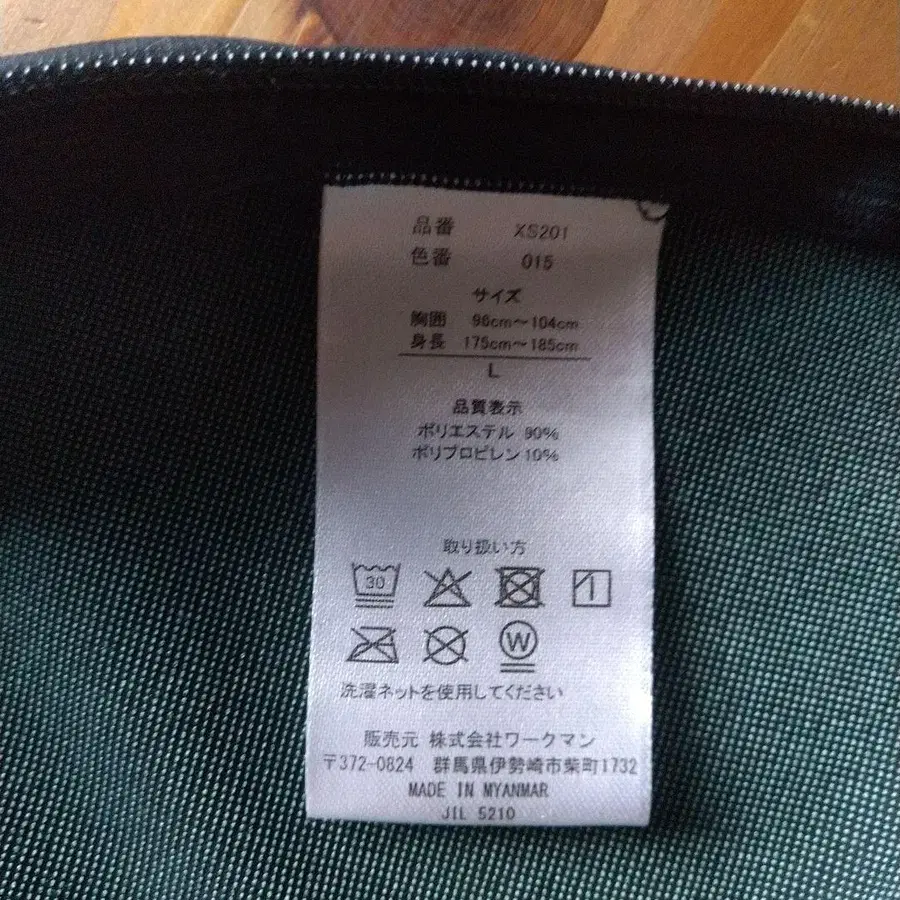 品番 XS201
色番 015
サイズ
胸囲 96cm～104cm
身長 175cm～185cm
L
品質表示
ポリエステル 90%
ポリプロピレン 10%
取り扱い方
30
W
洗濯ネットを使用してください
販売元 株式会社ワークマン
〒372-0824 群馬県伊勢崎市柴町1732
MADE IN MYANMAR
JIL 5210